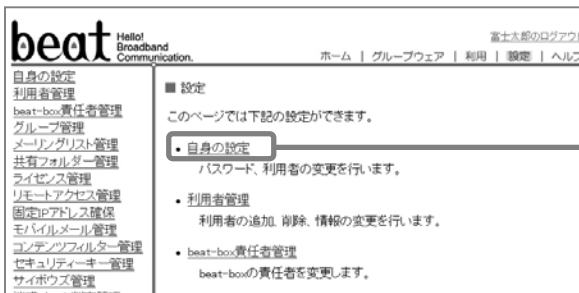 beat
Hello!
Broadband
Communication.
富士太郎のログアウ
ホーム | グループウェア | 利用 | 設定 | ヘル
自身の設定
利用者管理
beat-box責任者管理
グループ管理
メーリングリスト管理
共有フォルダー管理
ライセンス管理
リモートアクセス管理
固定IPアドレス確保
モバイルメール管理
コンテンツフィルター管理
セキュリティーキー管理
サイボウズ管理
■ 設定
このページでは下記の設定ができます。
• 自身の設定
パスワード、利用者の変更を行います。
• 利用者管理
利用者の追加、削除、情報の変更を行います。
• beat-box責任者管理
beat-boxの責任者を変更します。